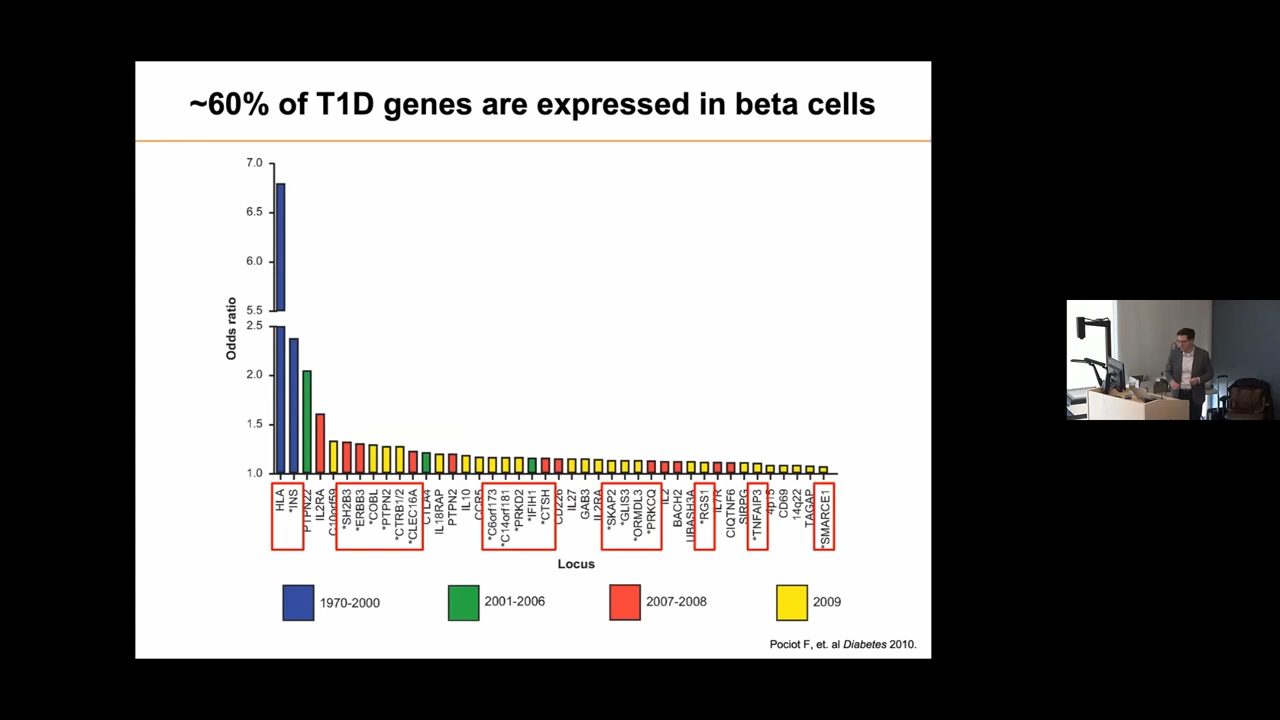 ~60% of T1D genes are expressed in beta cells
Odds ratio
7.0
6.5
6.0
5.5
2.5
2.0
1.5
1.0
HLA
*INS
PTPN22
IL2RA
C10orf59
*SH2B3
*ERBB3
*COBL
*PTPN2
*CTRB1/2
*CLEC16A
CTLA4
IL18RAP
PTPN2
IL10
CCR5
*C6orf173
*C14orf181
*PRKD2
*IFIH1
*CTSH
CD226
IL27
GAB3
IL2RA
*SKAP2
*GLIS3
*ORMDL3
*PRKCQ
IL2
BACH2
UBASH3A
*RGS1
IL7R
CIQTNF6
SIRPG
*TNFAIP3
4p15
CD69
14q22
TAGAP
*SMARCE1
Locus
1970-2000
2001-2006
2007-2008
2009
Pociot F, et. al Diabetes 2010.